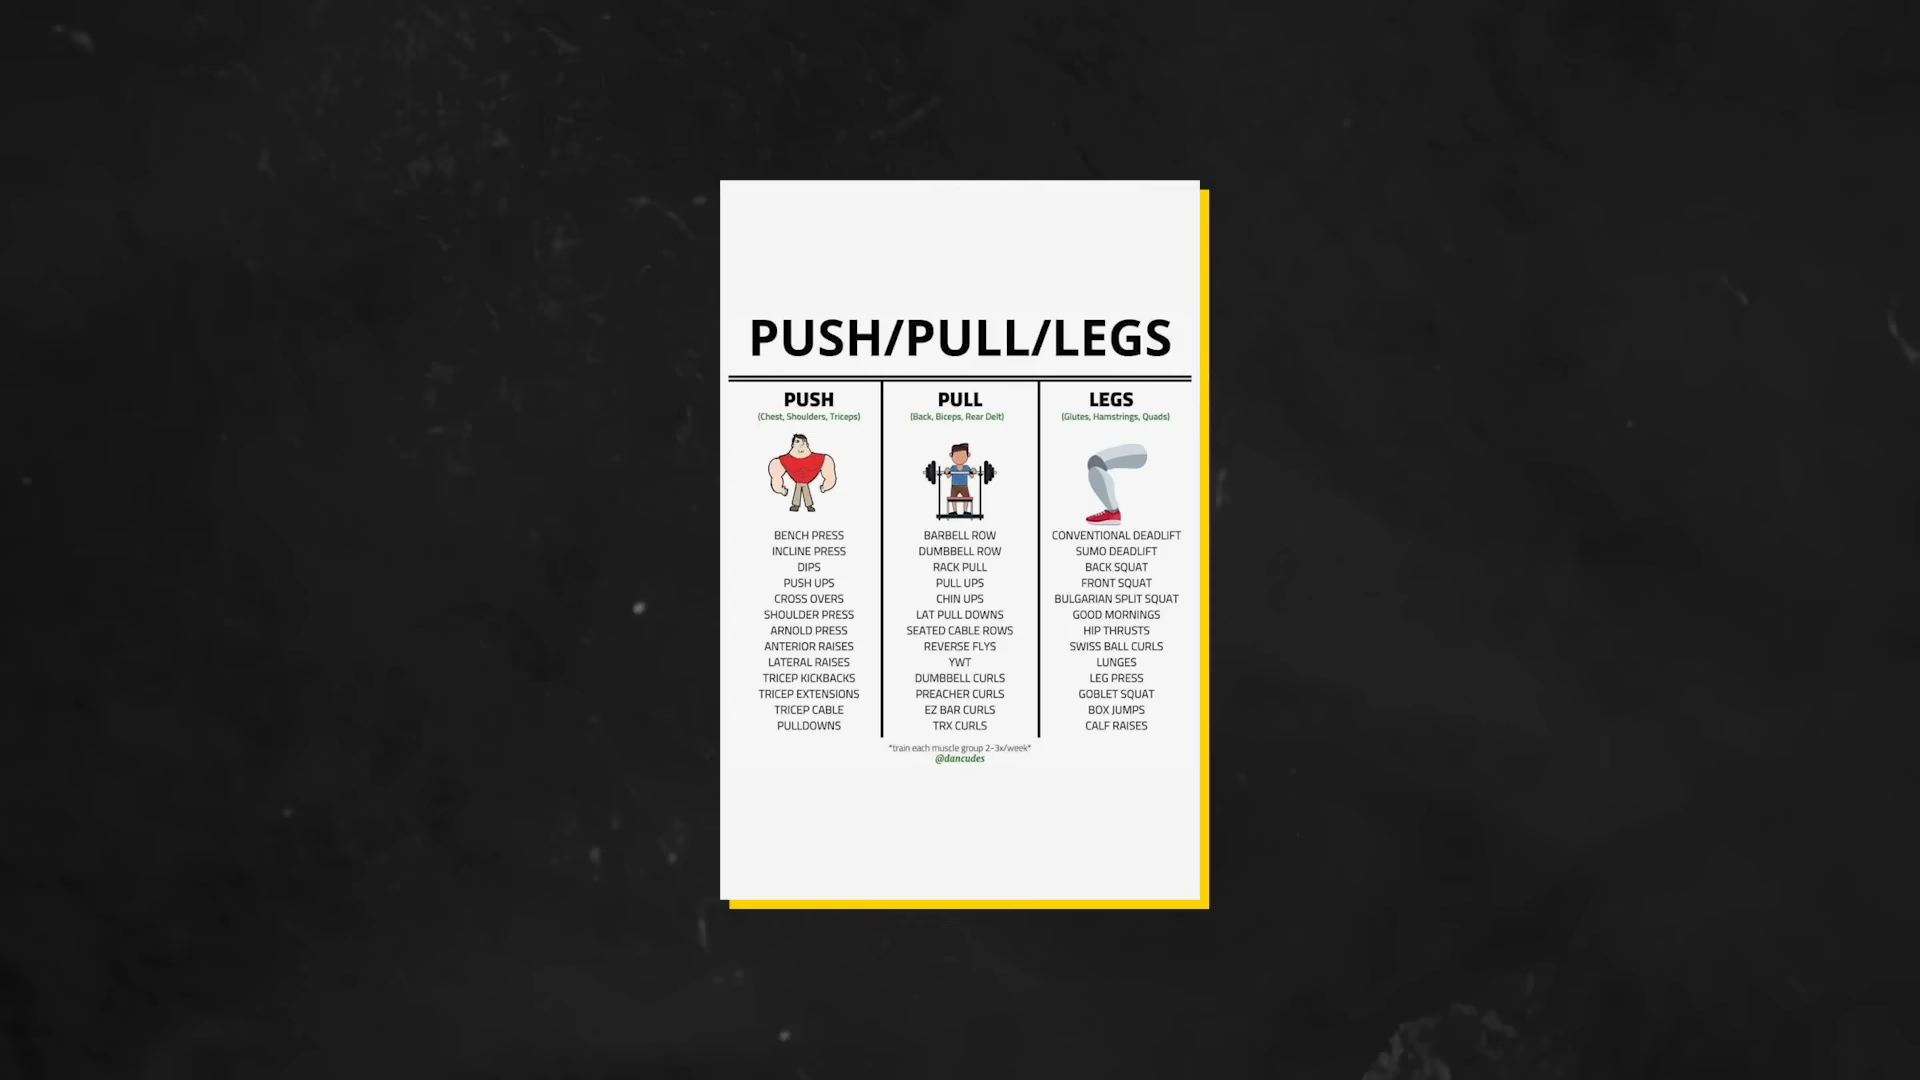 PUSH/PULL/LEGS
PUSH
(Chest, Shoulders, Triceps)
BENCH PRESS
INCLINE PRESS
DIPS
PUSH UPS
CROSS OVERS
SHOULDER PRESS
ARNOLD PRESS
ANTERIOR RAISES
LATERAL RAISES
TRICEP KICKBACKS
TRICEP EXTENSIONS
TRICEP CABLE
PULLDOWNS
PULL
(Back, Biceps, Rear Delt)
BARBELL ROW
DUMBBELL ROW
RACK PULL
PULL UPS
CHIN UPS
LAT PULL DOWNS
SEATED CABLE ROWS
REVERSE FLYS
YWT
DUMBBELL CURLS
PREACHER CURLS
EZ BAR CURLS
TRX CURLS
LEGS
(Glutes, Hamstrings, Quads)
CONVENTIONAL DEADLIFT
SUMO DEADLIFT
BACK SQUAT
FRONT SQUAT
BULGARIAN SPLIT SQUAT
GOOD MORNINGS
HIP THRUSTS
SWISS BALL CURLS
LUNGES
LEG PRESS
GOBLET SQUAT
BOX JUMPS
CALF RAISES
*train each muscle group 2-3x/week*
@dancudes